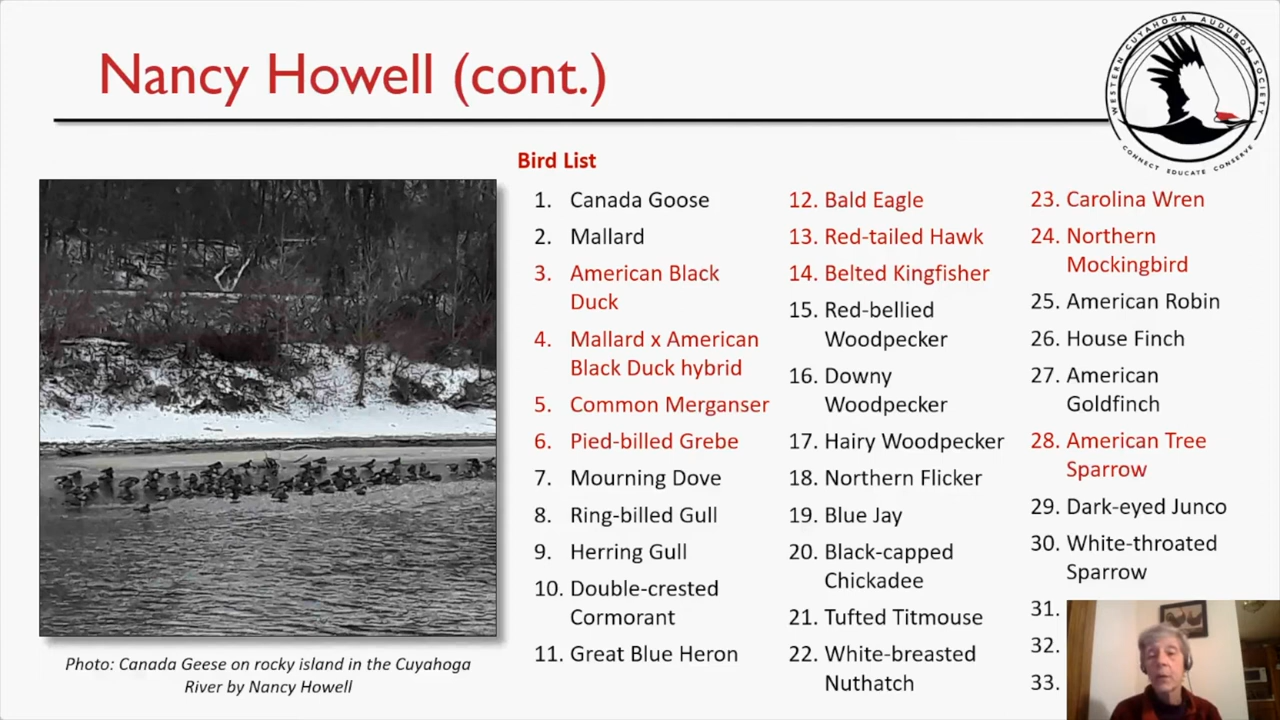 Nancy Howell (cont.)
WESTERN CUYAHOGA AUDUBON SOCIETY
CONNECT EDUCATE CONSERVE
Bird List
1. Canada Goose
2. Mallard
3. American Black
Duck
4. Mallard x American
Black Duck hybrid
5. Common Merganser
6. Pied-billed Grebe
7. Mourning Dove
8. Ring-billed Gull
9. Herring Gull
10. Double-crested
Cormorant
11. Great Blue Heron
12. Bald Eagle
13. Red-tailed Hawk
14. Belted Kingfisher
15. Red-bellied
Woodpecker
16. Downy
Woodpecker
17. Hairy Woodpecker
18. Northern Flicker
19. Blue Jay
20. Black-capped
Chickadee
21. Tufted Titmouse
22. White-breasted
Nuthatch
23. Carolina Wren
24. Northern
Mockingbird
25. American Robin
26. House Finch
27. American
Goldfinch
28. American Tree
Sparrow
29. Dark-eyed Junco
30. White-throated
Sparrow
31.
32.
33.
Photo: Canada Geese on rocky island in the Cuyahoga
River by Nancy Howell